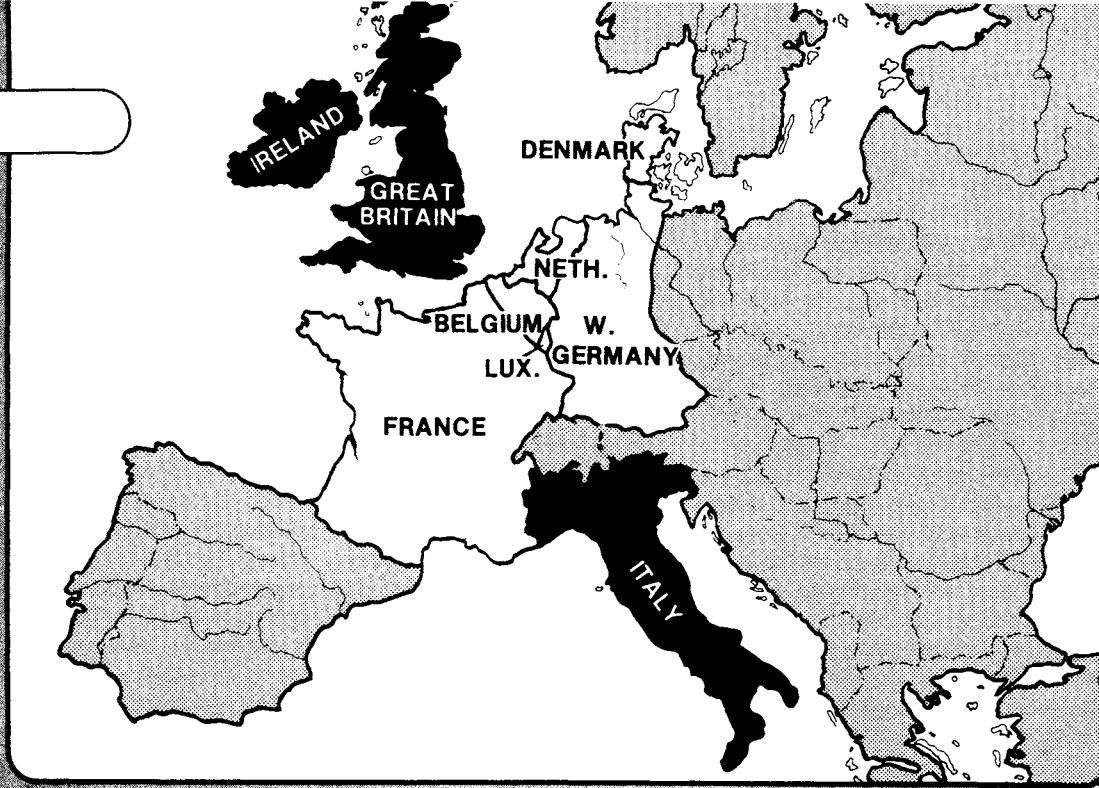 IRELAND
GREAT
BRITAIN
DENMARK
NETH.
BELGIUM
W.
GERMANY
LUX.
FRANCE
ITALY